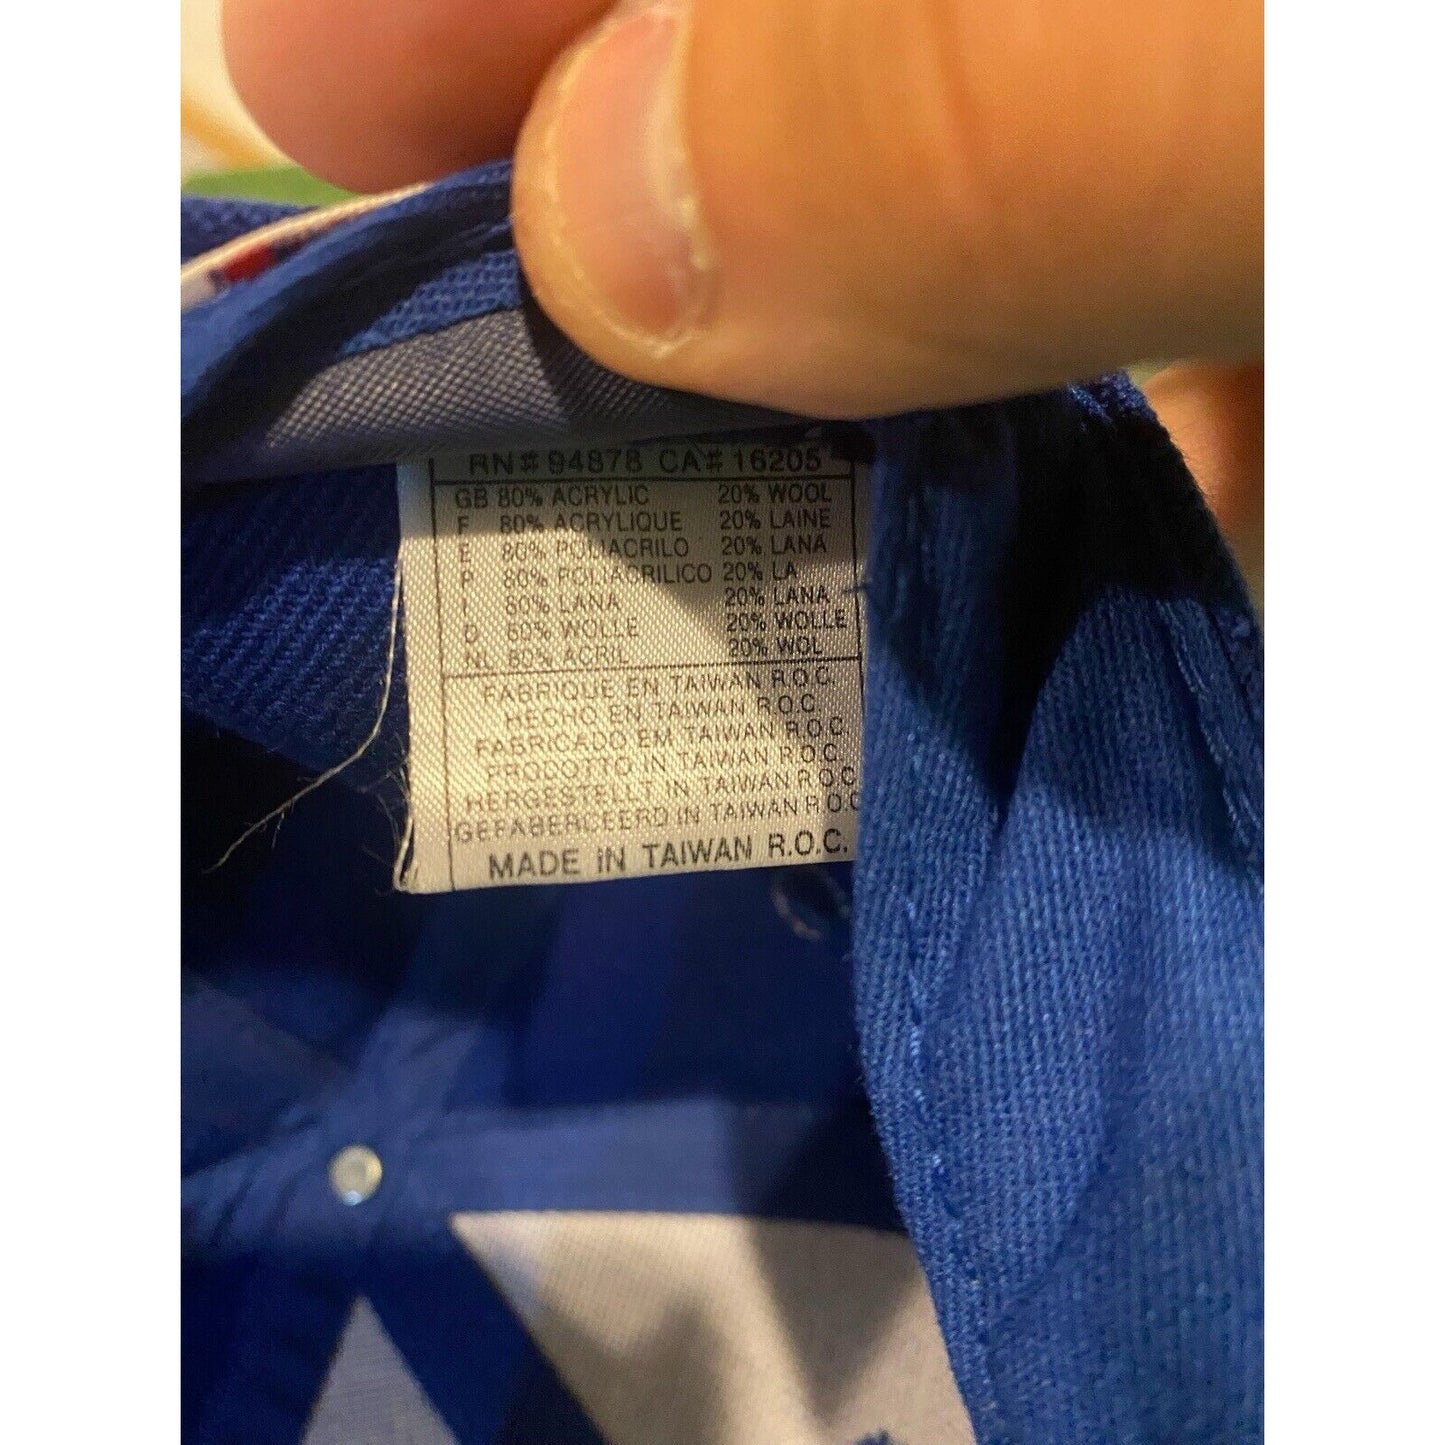 RN# 94878 CA# 16205
GB 80% ACRYLIC 20% WOOL
F 80% ACRYLIQUE 20% LAINE
E 80% POLIACRILO 20% LANA
P 80% POLIACRILICO 20% LA
I 80% LANA 20% LANA
D 80% WOLLE 20% WOLLE
NL 80% ACRIL 20% WOL
FABRIQUE EN TAIWAN R.O.C.
HECHO EN TAIWAN R.O.C
FABRICADO EM TAIWAN R.O.C
PRODOTTO IN TAIWAN R.O.C.
HERGESTELLT IN TAIWAN R.O.C
GEFABERCEERD IN TAIWAN R.O.C
MADE iN TAIWAN R.O.C.